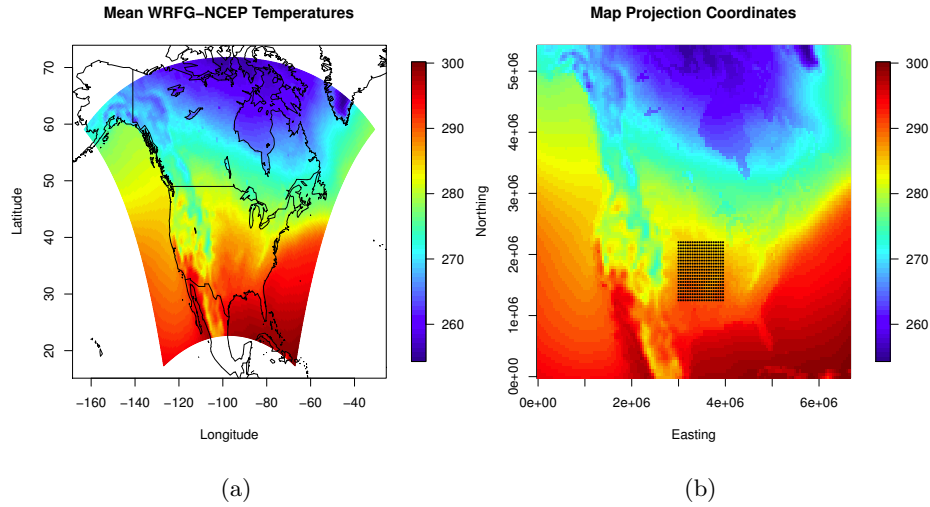 Mean WRFG−NCEP Temperatures
70
60
50
40
30
20
Latitude
−160
−140
−120
−100
−80
−60
−40
Longitude
300
290
280
270
260
(a)
Map Projection Coordinates
5e+06
4e+06
3e+06
2e+06
1e+06
0e+00
Northing
0e+00
2e+06
4e+06
6e+06
Easting
300
290
280
270
260
(b)